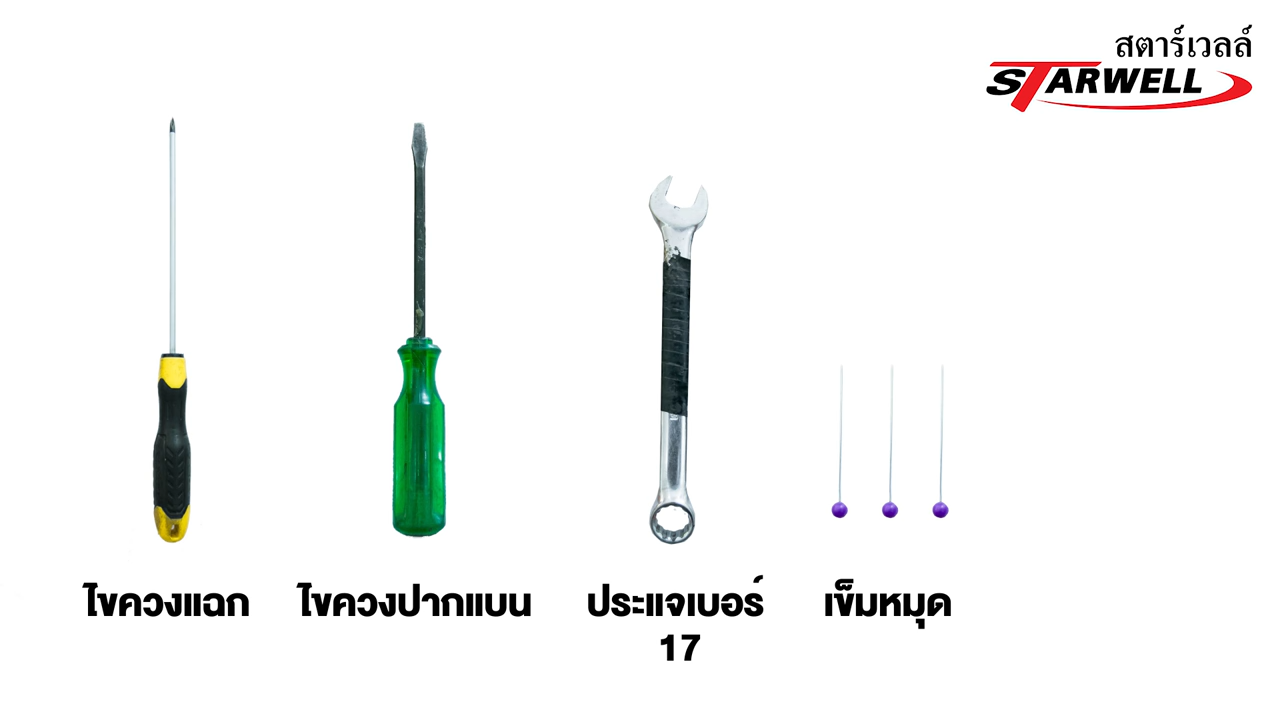 สตาร์เวลล์
STARWELL
ไขควงแฉก
ไขควงปากแบน
ประแจเบอร์
17
เข็มหมุด